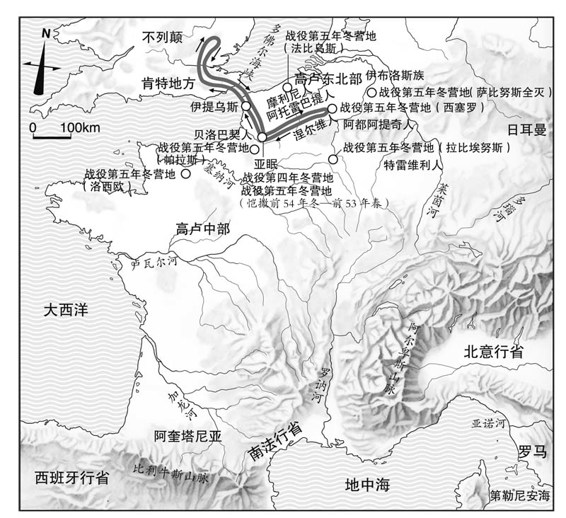 N
0 100km
不列颠
多佛尔海峡
战役第五年冬营地
（法比乌斯）
肯特地方
高卢东北部
伊布洛斯族
战役第五年冬营地（萨比努斯全灭）
摩利尼人
阿托雷巴提人
伊提乌斯
战役第五年冬营地（西塞罗）
涅尔维人
阿都阿提奇人
日耳曼
贝洛巴契人
战役第五年冬营地
（帕拉斯）
亚眠
战役第五年冬营地（拉比埃努斯）
特雷维利人
战役第五年冬营地
（洛西欧）
塞纳河
战役第四年冬营地
战役第五年冬营地
（恺撒前54年冬—前53年春）
莱茵河
多瑙河
高卢中部
卢瓦尔河
大西洋
阿尔卑斯山脉
北意行省
罗讷河
加龙河
阿奎塔尼亚
南法行省
亚诺河
罗马
西班牙行省
比利牛斯山脉
地中海
第勒尼安海